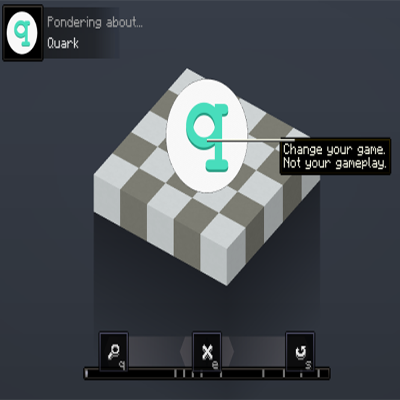 Pondering about...
Quark
q
Change your game.
Not your gameplay.